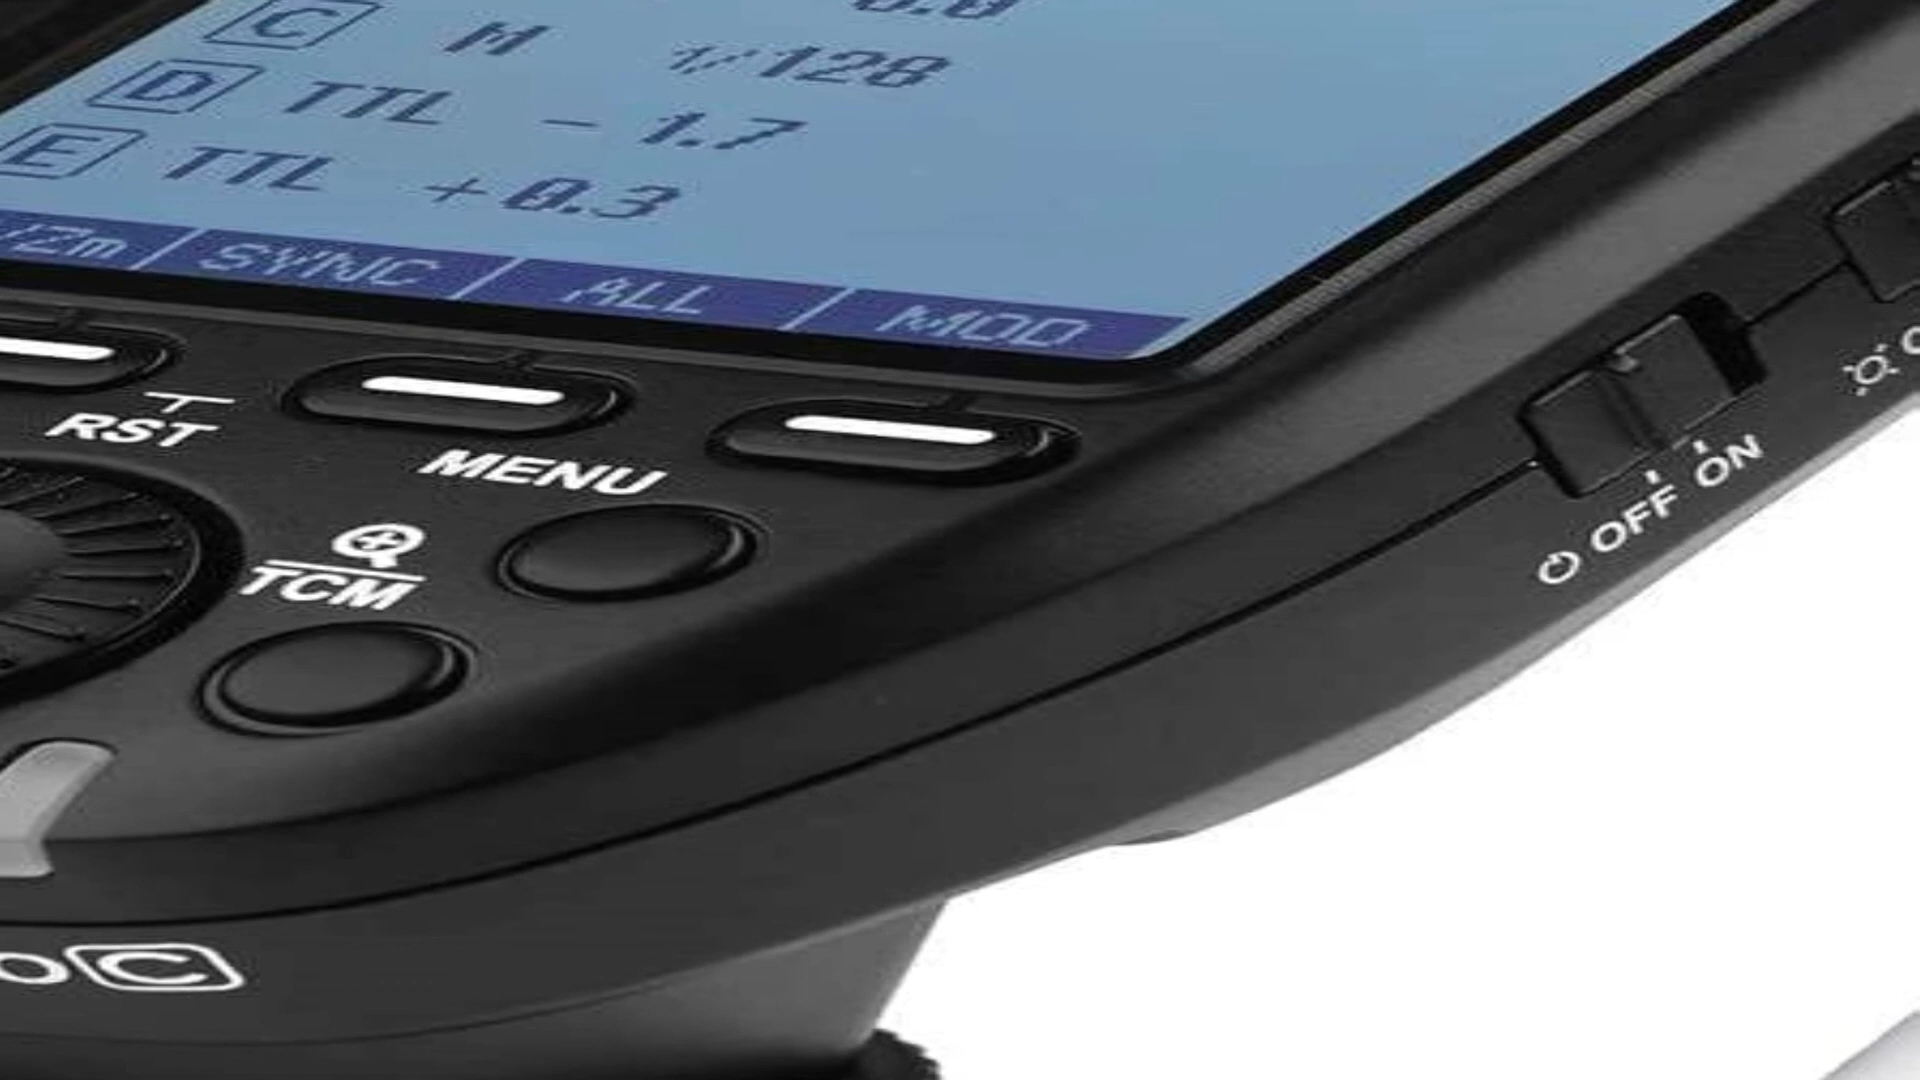 C M 1/128
D TTL -1.7
E TTL +0.3
SYNC ALL MOD
RST
MENU
TCM
OFF ON
C